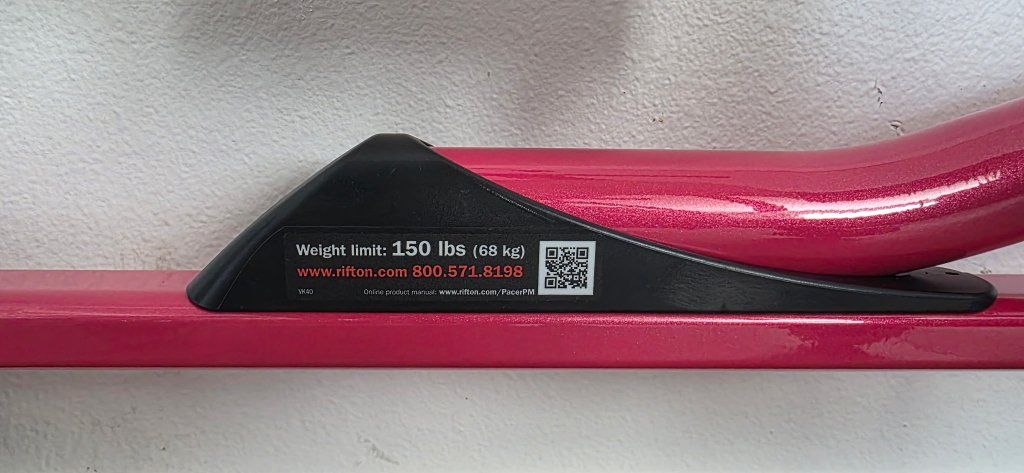 Weight limit: 150 lbs (68 kg)
www.rifton.com 800.571.8198
VK40 Online product manual: www.rifton.com/PacerPM